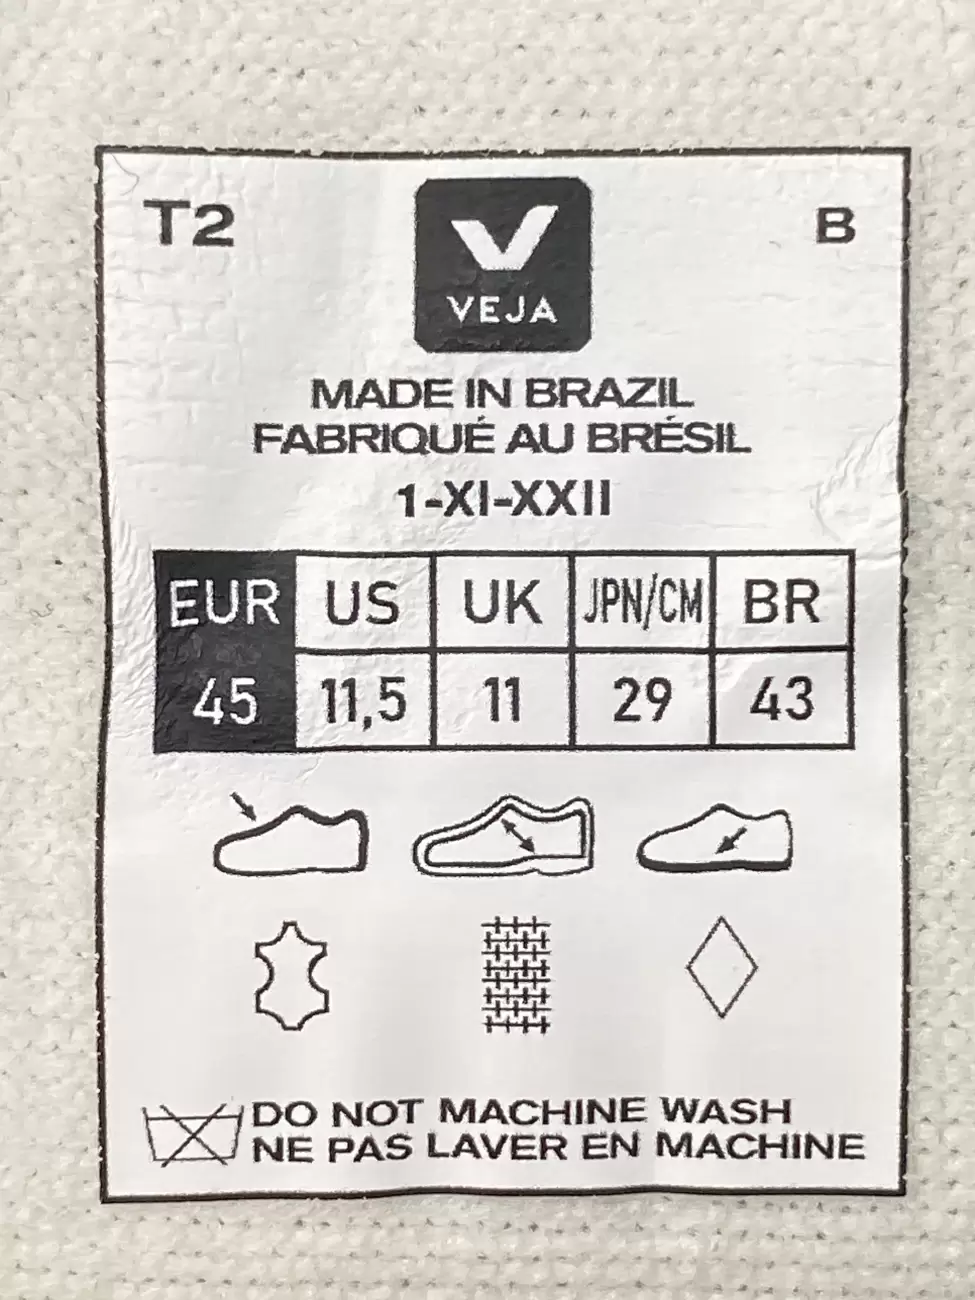 T2 B
VEJA
MADE IN BRAZIL
FABRIQUÉ AU BRÉSIL
1-XI-XXII
EUR US UK JPN/CM BR
45 11,5 11 29 43
DO NOT MACHINE WASH
NE PAS LAVER EN MACHINE